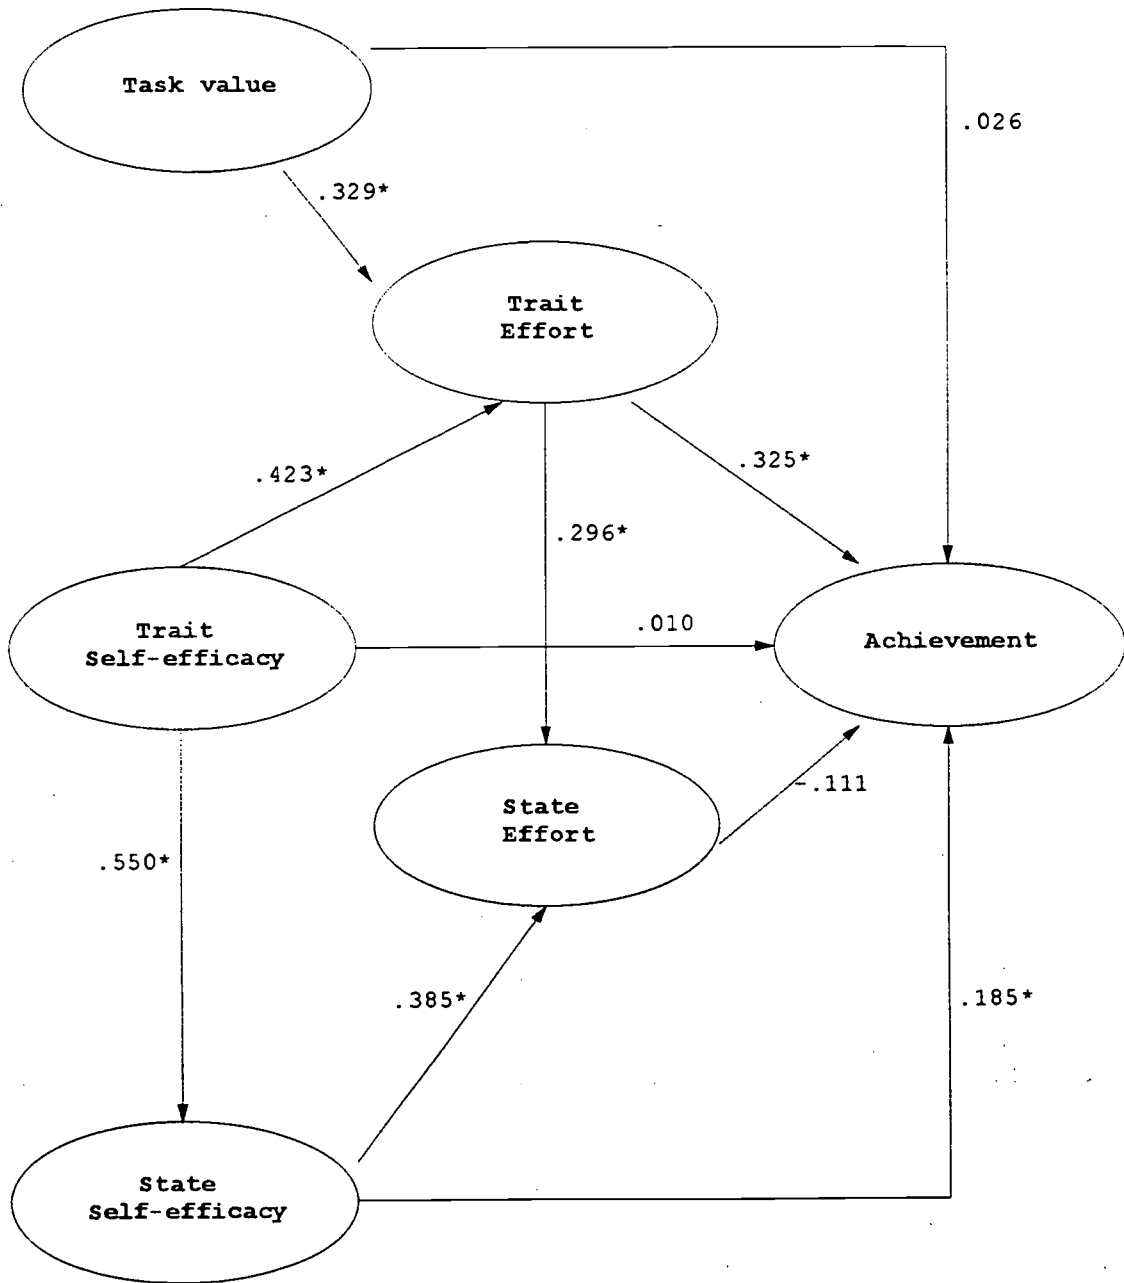 Task value
.026
.329*
Trait
Effort
.423*
.325*
.296*
Trait
Self-efficacy
.010
Achievement
State
Effort
-.111
.550*
.385*
.185*
State
Self-efficacy